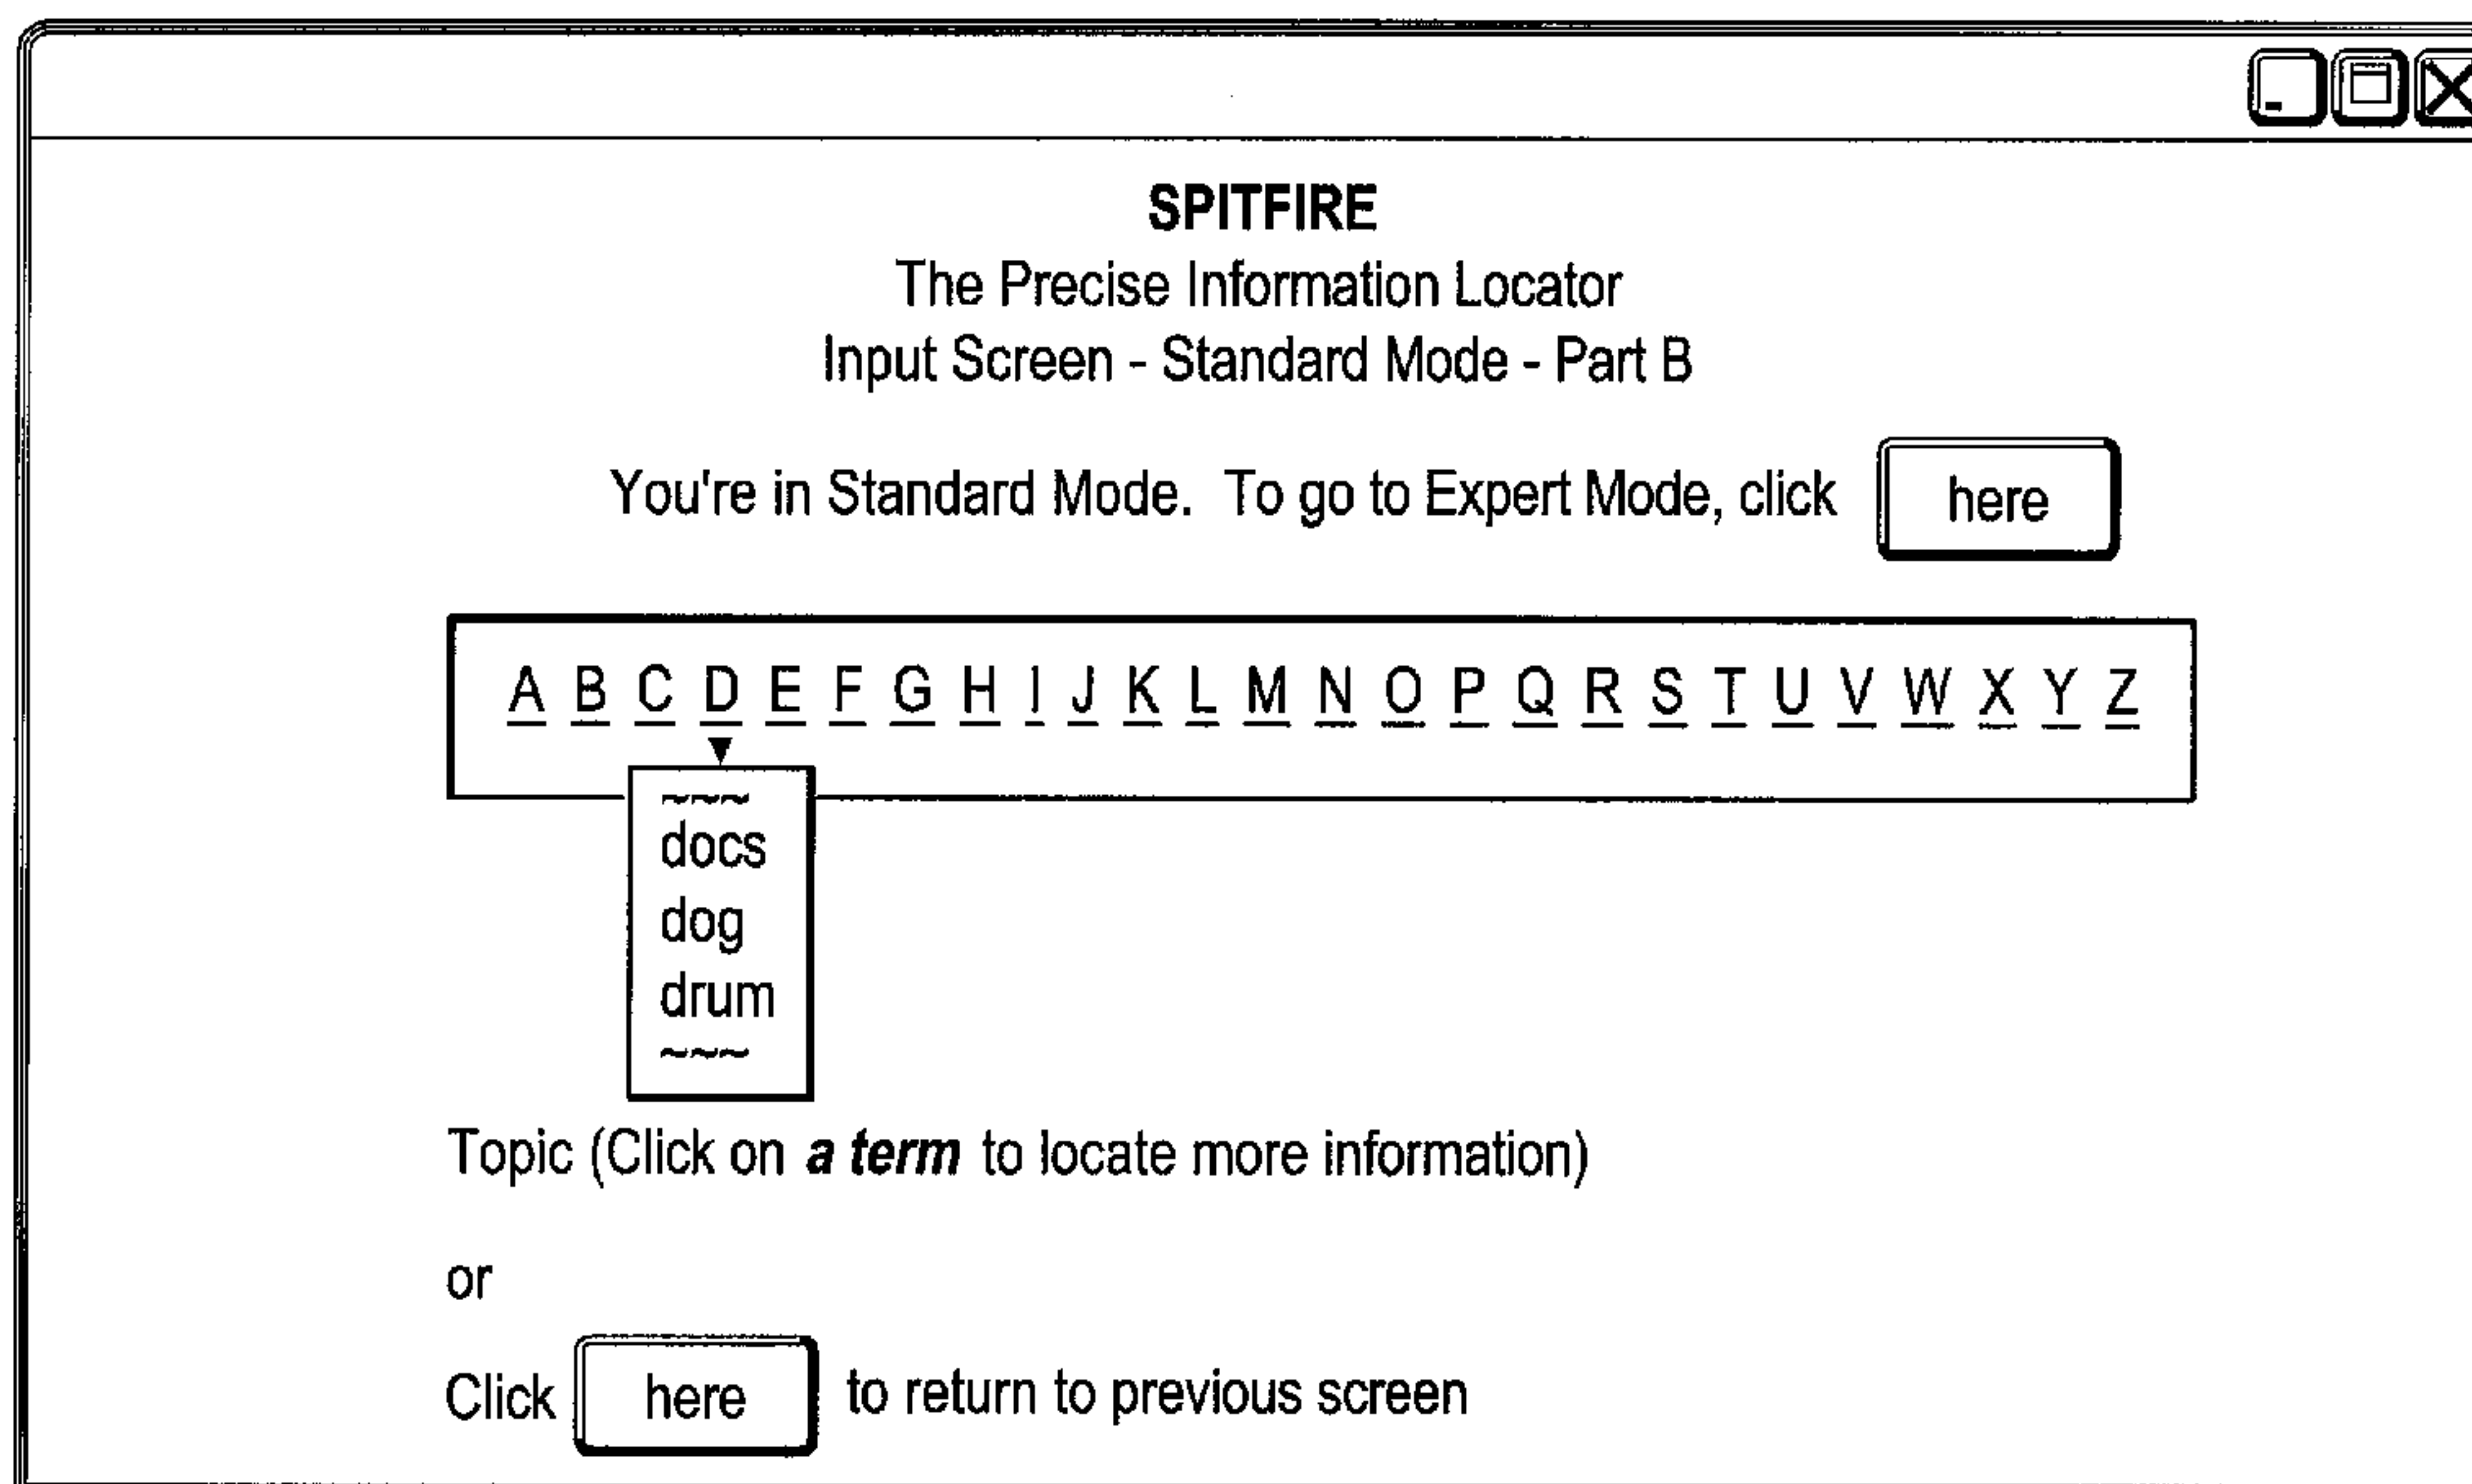 SPITFIRE
The Precise Information Locator
Input Screen - Standard Mode - Part B
You're in Standard Mode. To go to Expert Mode, click here
A B C D E F G H I J K L M N O P Q R S T U V W X Y Z
~~~
docs
dog
drum
~~~
Topic (Click on a term to locate more information)
or
Click here to return to previous screen